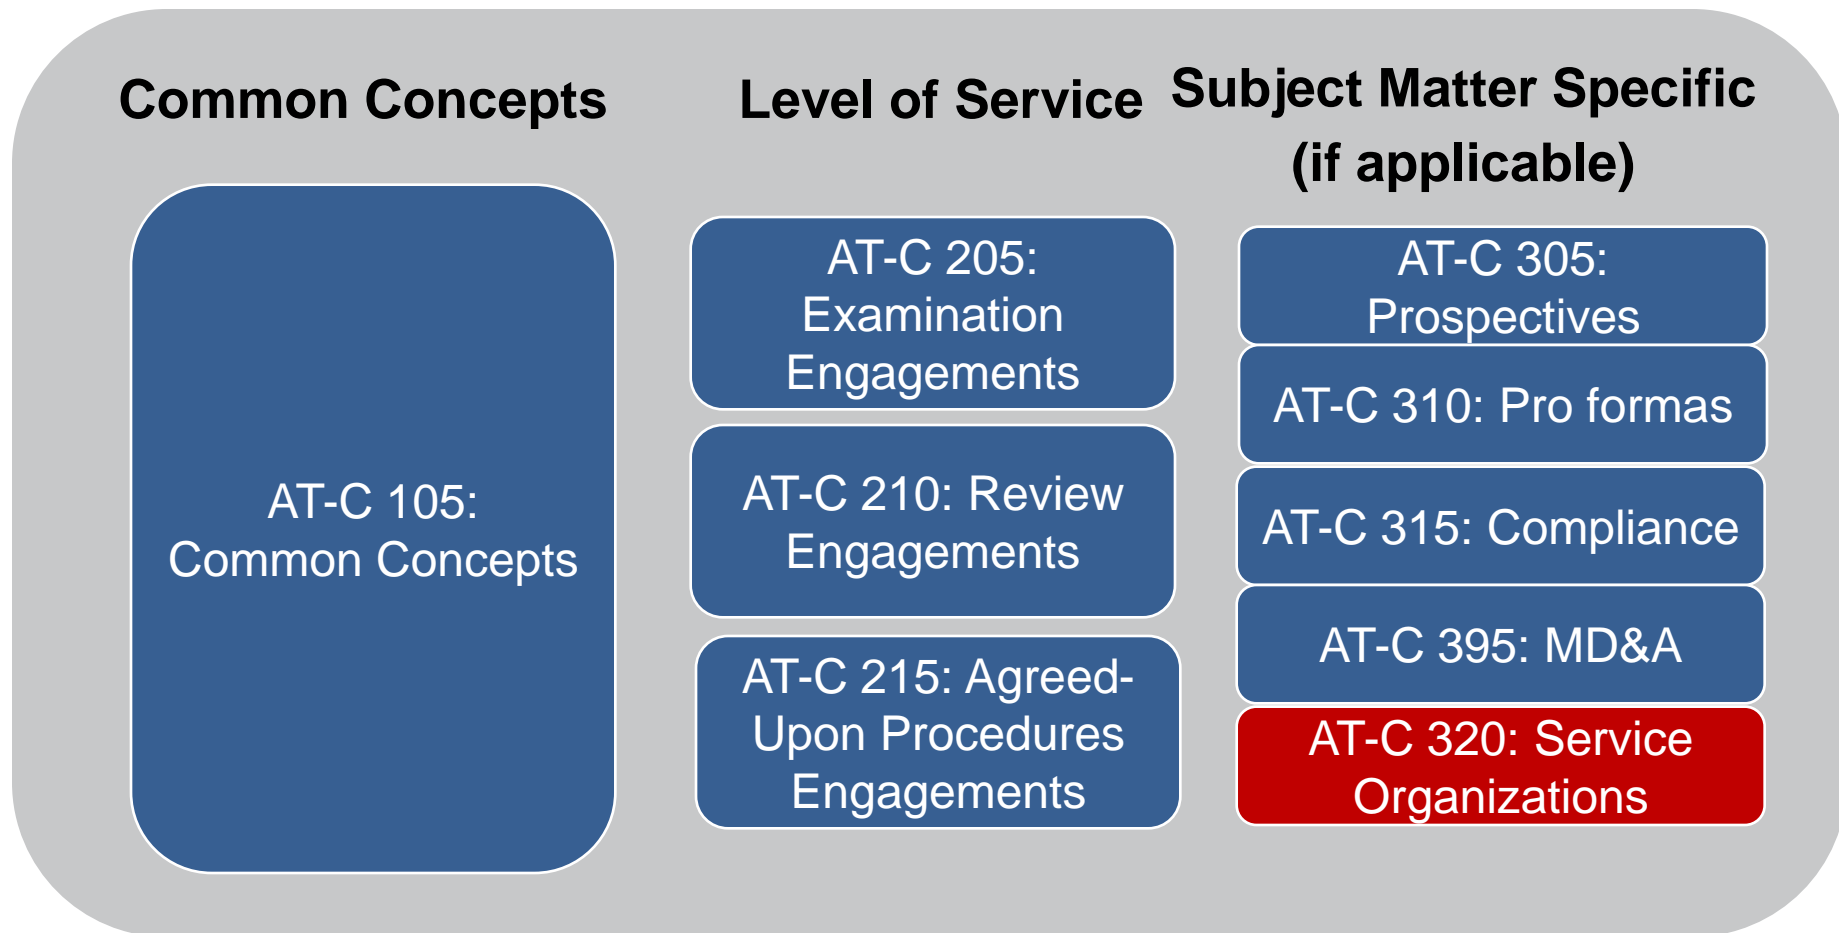 Common Concepts
AT-C 105:
Common Concepts
Level of Service
AT-C 205:
Examination
Engagements
AT-C 210: Review
Engagements
AT-C 215: Agreed-
Upon Procedures
Engagements
Subject Matter Specific
(if applicable)
AT-C 305:
Prospectives
AT-C 310: Pro formas
AT-C 315: Compliance
AT-C 395: MD&A
AT-C 320: Service
Organizations